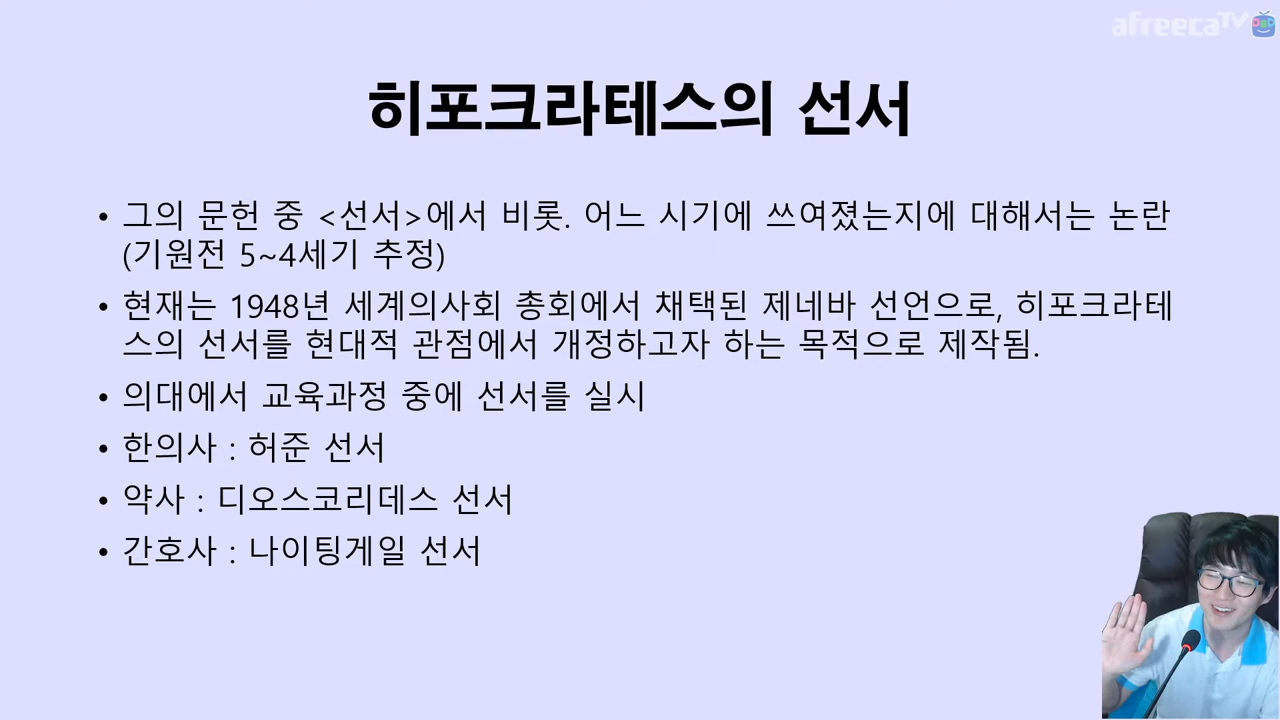 afreecaTV
히포크라테스의 선서
• 그의 문헌 중 <선서>에서 비롯. 어느 시기에 쓰여졌는지에 대해서는 논란
(기원전 5~4세기 추정)
• 현재는 1948년 세계의사회 총회에서 채택된 제네바 선언으로, 히포크라테
스의 선서를 현대적 관점에서 개정하고자 하는 목적으로 제작됨.
• 의대에서 교육과정 중에 선서를 실시
• 한의사 : 허준 선서
• 약사 : 디오스코리데스 선서
• 간호사 : 나이팅게일 선서